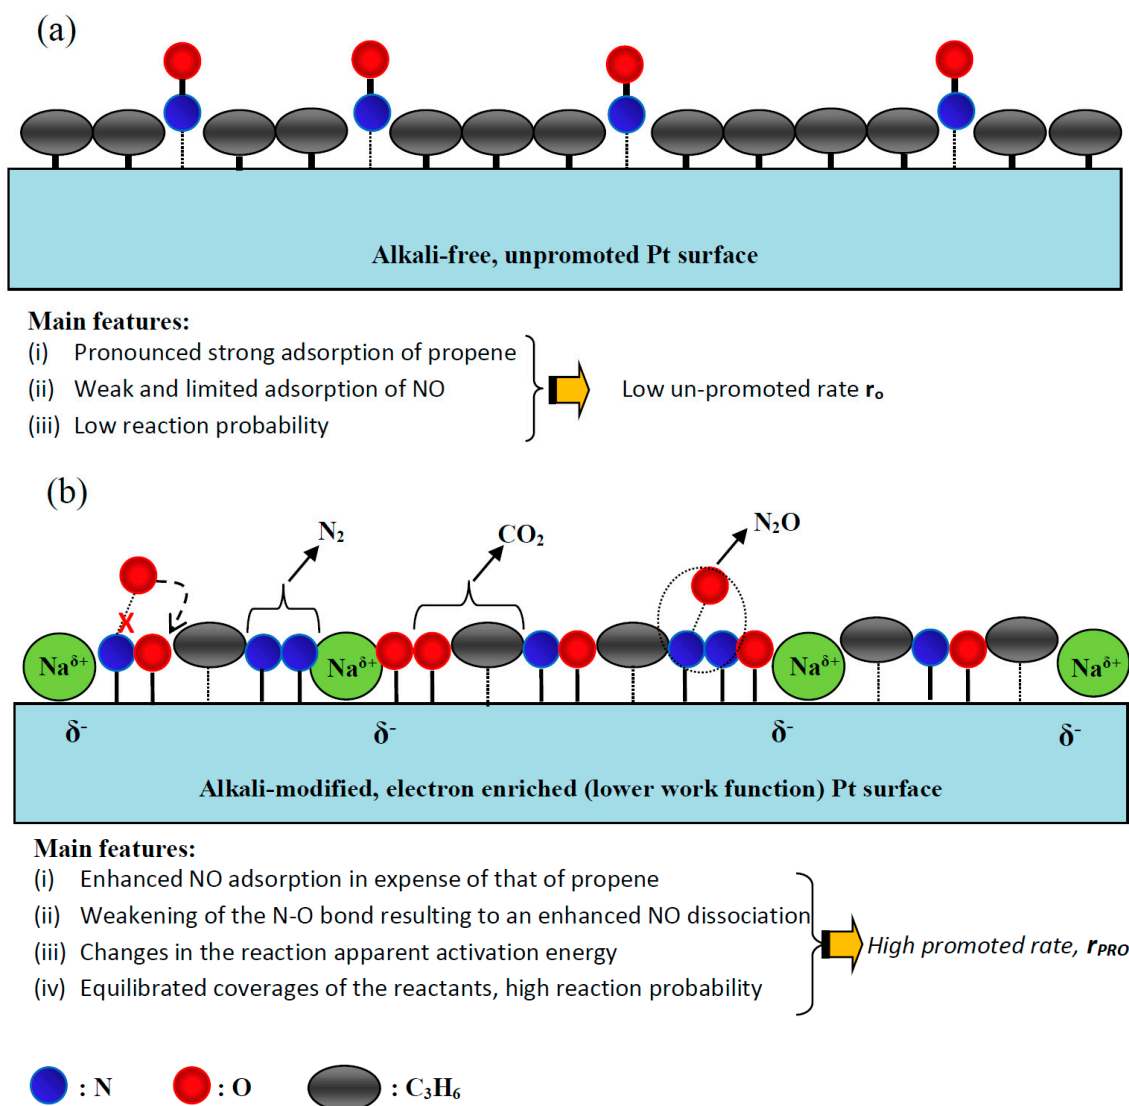 (a)
Alkali-free, unpromoted Pt surface
Main features:
(i) Pronounced strong adsorption of propene
(ii) Weak and limited adsorption of NO
(iii) Low reaction probability
Low un-promoted rate rₒ
(b)
N₂
CO₂
N₂O
X
Na^δ+
Na^δ+
Na^δ+
Na^δ+
δ⁻
δ⁻
δ⁻
δ⁻
Alkali-modified, electron enriched (lower work function) Pt surface
Main features:
(i) Enhanced NO adsorption in expense of that of propene
(ii) Weakening of the N-O bond resulting to an enhanced NO dissociation
(iii) Changes in the reaction apparent activation energy
(iv) Equilibrated coverages of the reactants, high reaction probability
High promoted rate, r_PRO
: N
: O
: C₃H₆